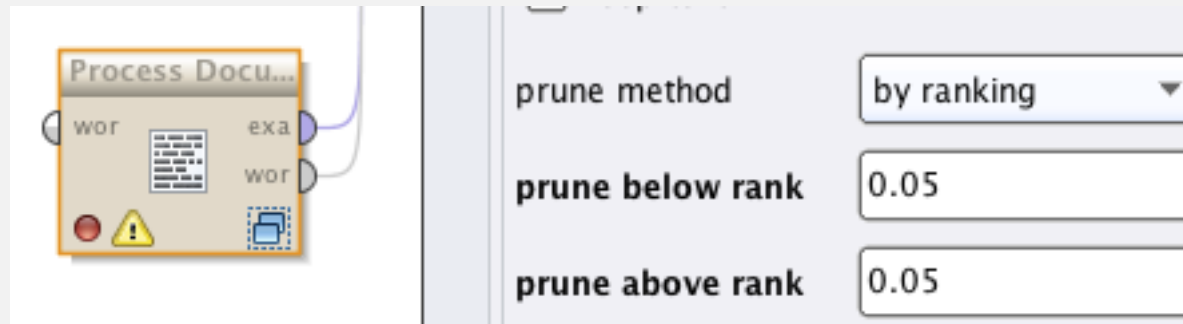 Process Docu...
wor exa
wor
prune method by ranking
prune below rank 0.05
prune above rank 0.05